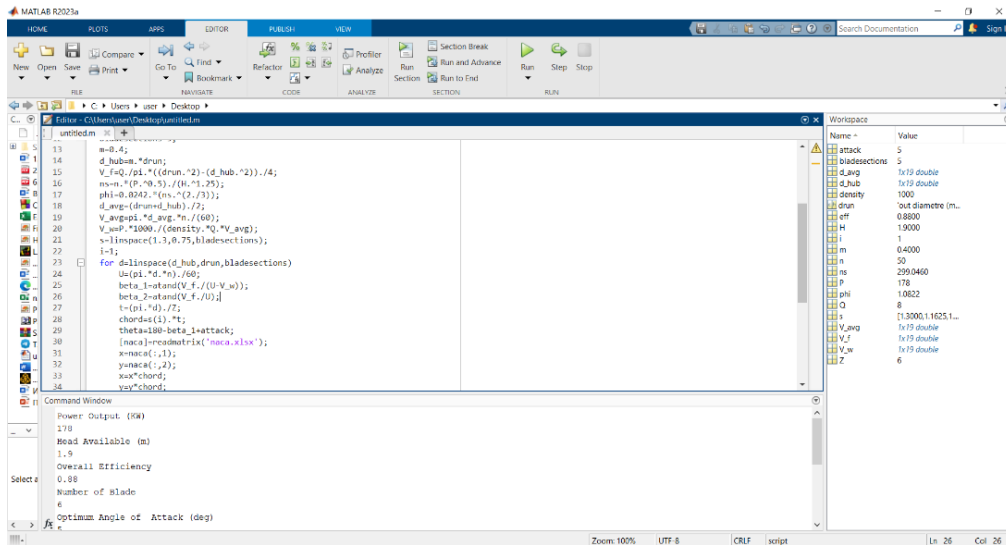 MATLAB R2023a
HOME PLOTS APPS EDITOR PUBLISH VIEW
Search Documentation
Sign
New Open Save Compare Print
Go To Find Bookmark
Refactor
Profiler Analyze
Run Section
Section Break
Run and Advance
Run to End
Run Step Stop
FILE NAVIGATE CODE ANALYZE SECTION RUN
C: Users user Desktop
Editor - C:\Users\user\Desktop\untitled.m
untitled.m
13 m=0.4;
14 d_hub=m.*drun;
15 V_f=Q./pi.*((drun.^2)-(d_hub.^2))./4;
16 ns=n.*(P.^0.5)./(H.^1.25);
17 phi=0.0242.*(ns.^(2./3));
18 d_avg=(drun+d_hub)./2;
19 V_avg=pi.*d_avg.*n./(60);
20 V_w=P.*1000./(density.*Q.*V_avg);
21 s=linspace(1.3,0.75,bladesections);
22 i=1;
23 for d=linspace(d_hub,drun,bladesections)
24 U=(pi.*d.*n)./60;
25 beta_1=atand(V_f./(U-V_w));
26 beta_2=atand(V_f./U);
27 t=(pi.*d)./Z;
28 chord=s(i).*t;
29 theta=180-beta_1+attack;
30 [naca]=readmatrix('naca.xlsx');
31 x=naca(:,1);
32 y=naca(:,2);
33 x=x*chord;
34 y=y*chord;
Workspace
Name Value
attack 5
bladesections 5
d_avg 1x19 double
d_hub 1x19 double
density 1000
drun 'out diametre (m...
eff 0.8800
H 1.9000
i 1
m 0.4000
n 50
ns 299.0460
P 178
phi 1.0822
Q 8
s [1.3000,1.1625,1...
V_avg 1x19 double
V_f 1x19 double
V_w 1x19 double
Z 6
Command Window
Power Output (KW)
178
Head Available (m)
1.9
Overall Efficiency
0.88
Number of Blade
6
Optimum Angle of Attack (deg)
5
Select a
fx
Zoom: 100% UTF-8 CRLF script Ln 26 Col 26